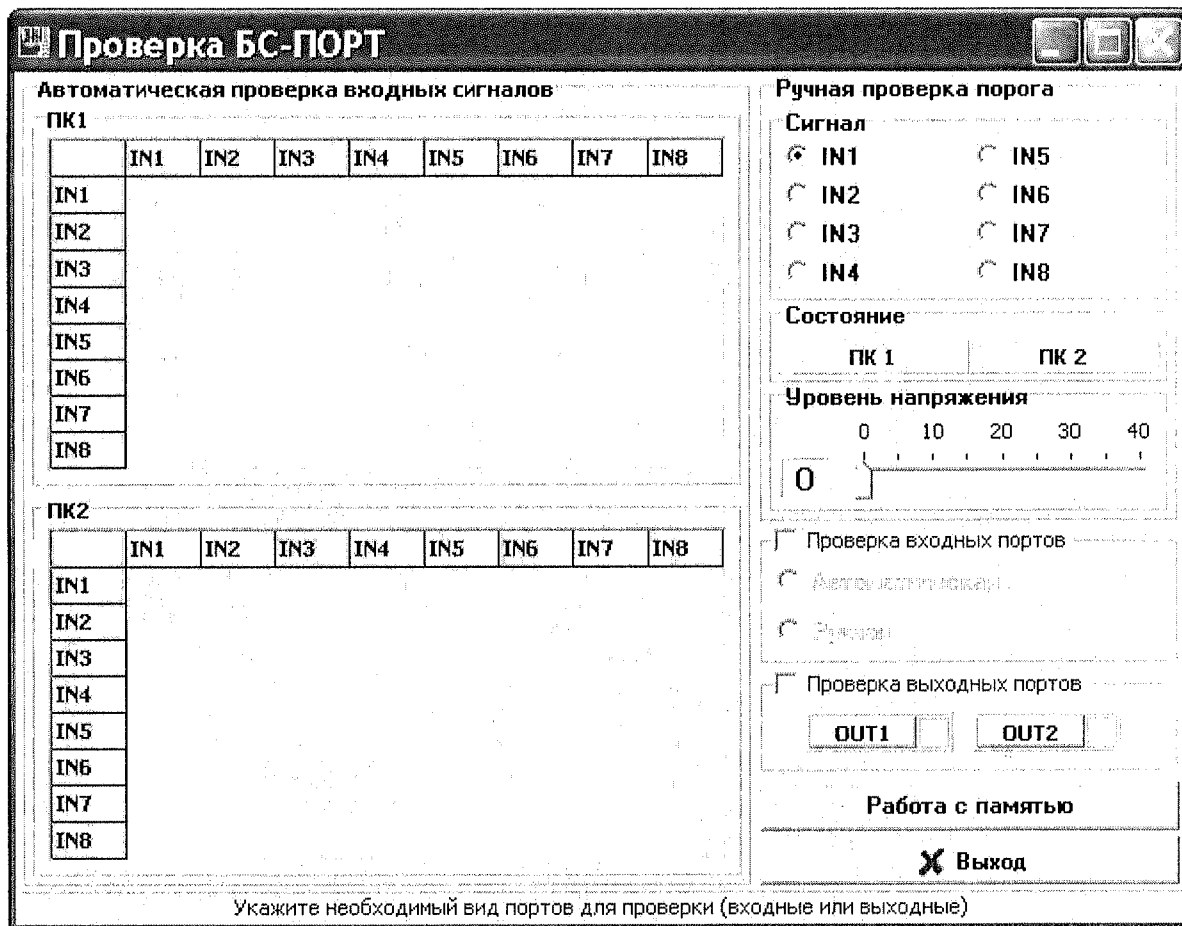 Проверка БС-ПОРТ
Автоматическая проверка входных сигналов
ПК1
IN1 IN2 IN3 IN4 IN5 IN6 IN7 IN8
IN1
IN2
IN3
IN4
IN5
IN6
IN7
IN8
ПК2
IN1 IN2 IN3 IN4 IN5 IN6 IN7 IN8
IN1
IN2
IN3
IN4
IN5
IN6
IN7
IN8
Ручная проверка порога
Сигнал
IN1 IN5
IN2 IN6
IN3 IN7
IN4 IN8
Состояние
ПК 1 ПК 2
Уровень напряжения
0 10 20 30 40
0
Проверка входных портов
Автоматическая
Ручная
Проверка выходных портов
OUT1 OUT2
Работа с памятью
Выход
Укажите необходимый вид портов для проверки (входные или выходные)